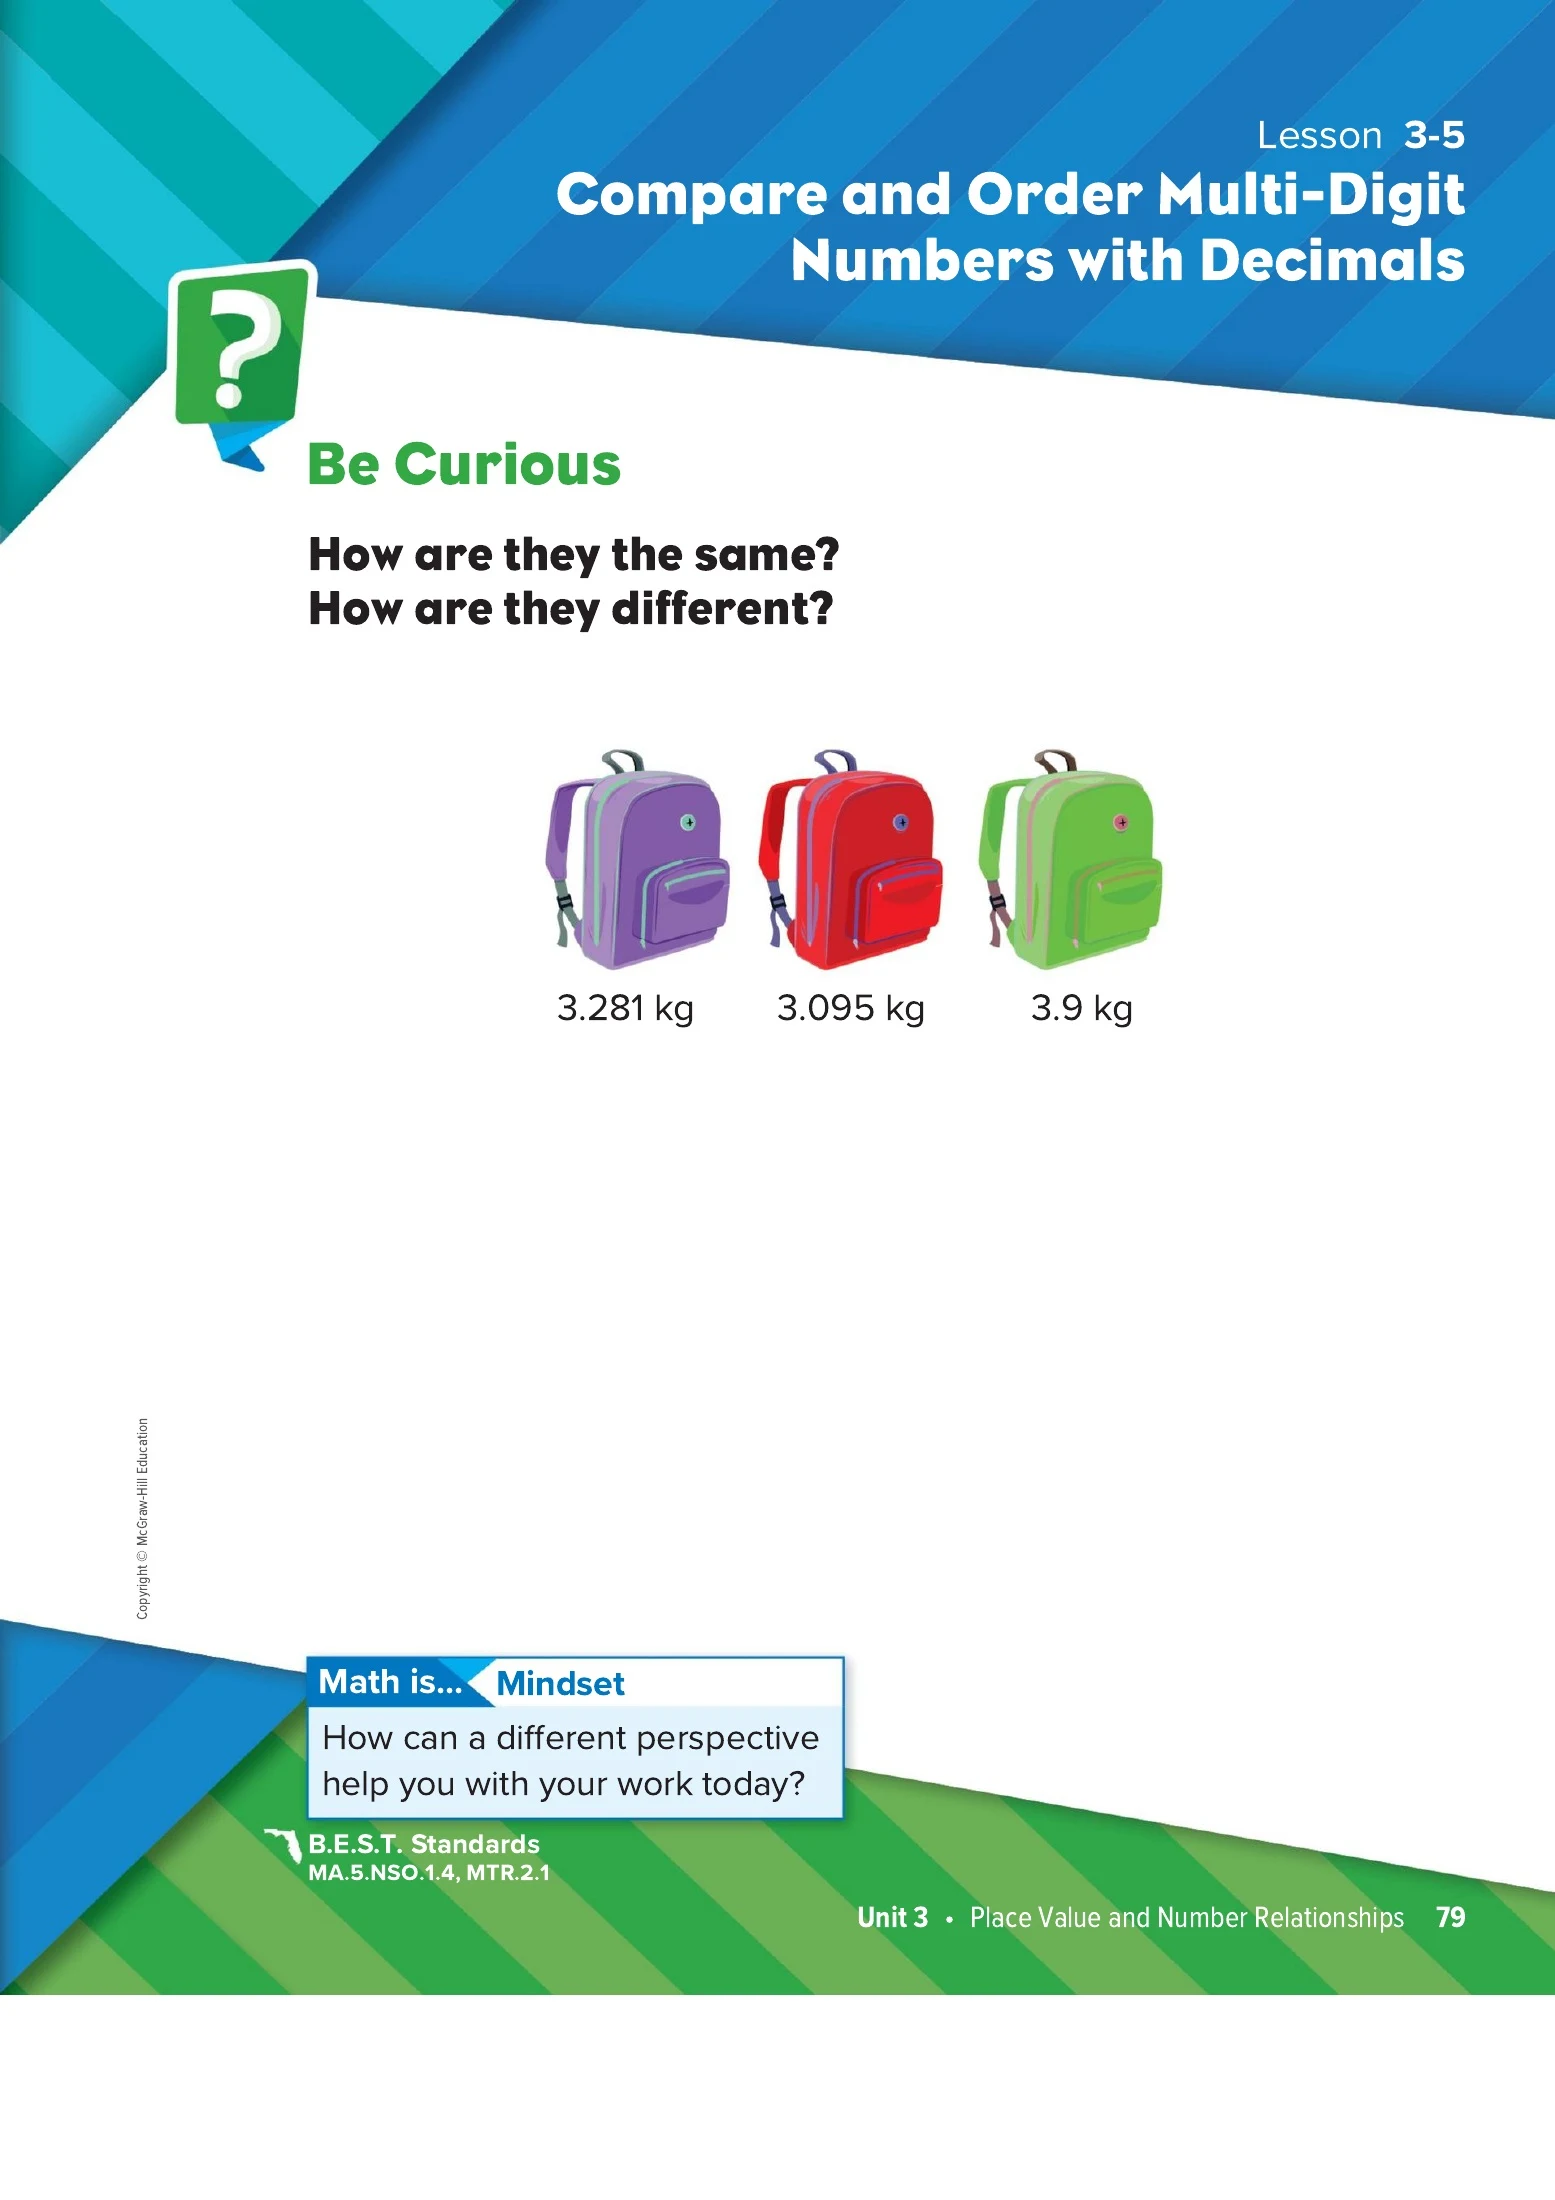 Lesson 3-5
Compare and Order Multi-Digit
Numbers with Decimals
?
Be Curious
How are they the same?
How are they different?
3.281 kg 3.095 kg 3.9 kg
Copyright © McGraw-Hill Education
Math is... Mindset
How can a different perspective
help you with your work today?
B.E.S.T. Standards
MA.5.NSO.1.4, MTR.2.1
Unit 3 • Place Value and Number Relationships 79